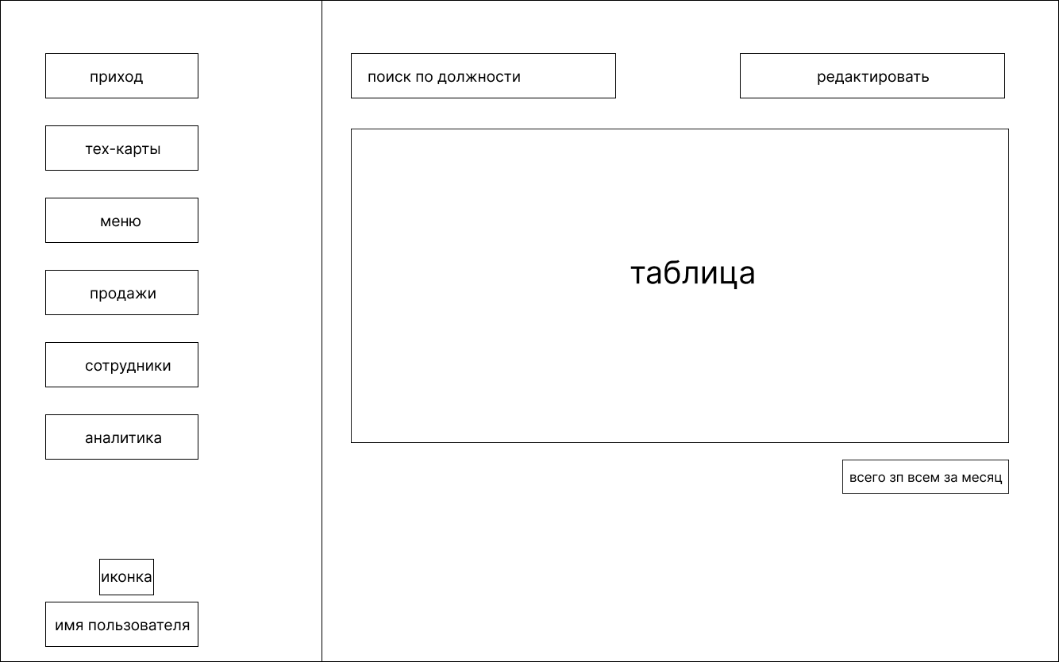 приход
тех-карты
меню
продажи
сотрудники
аналитика
иконка
имя пользователя
поиск по должности
редактировать
таблица
всего зп всем за месяц